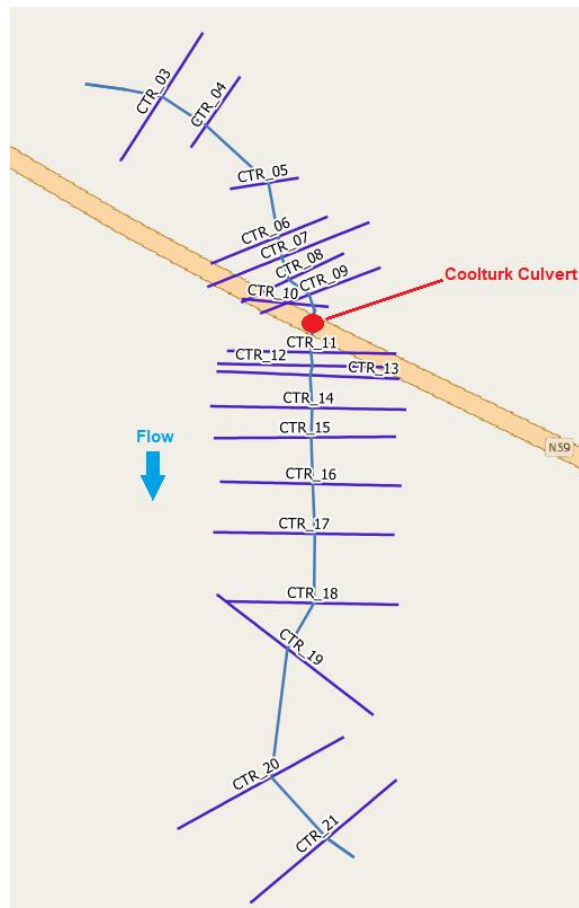 CTR_03
CTR_04
CTR_05
CTR_06
CTR_07
CTR_08
CTR_09
CTR_10
Coolturk Culvert
CTR_11
CTR_12
CTR_13
CTR_14
CTR_15
Flow
N59
CTR_16
CTR_17
CTR_18
CTR_19
CTR_20
CTR_21